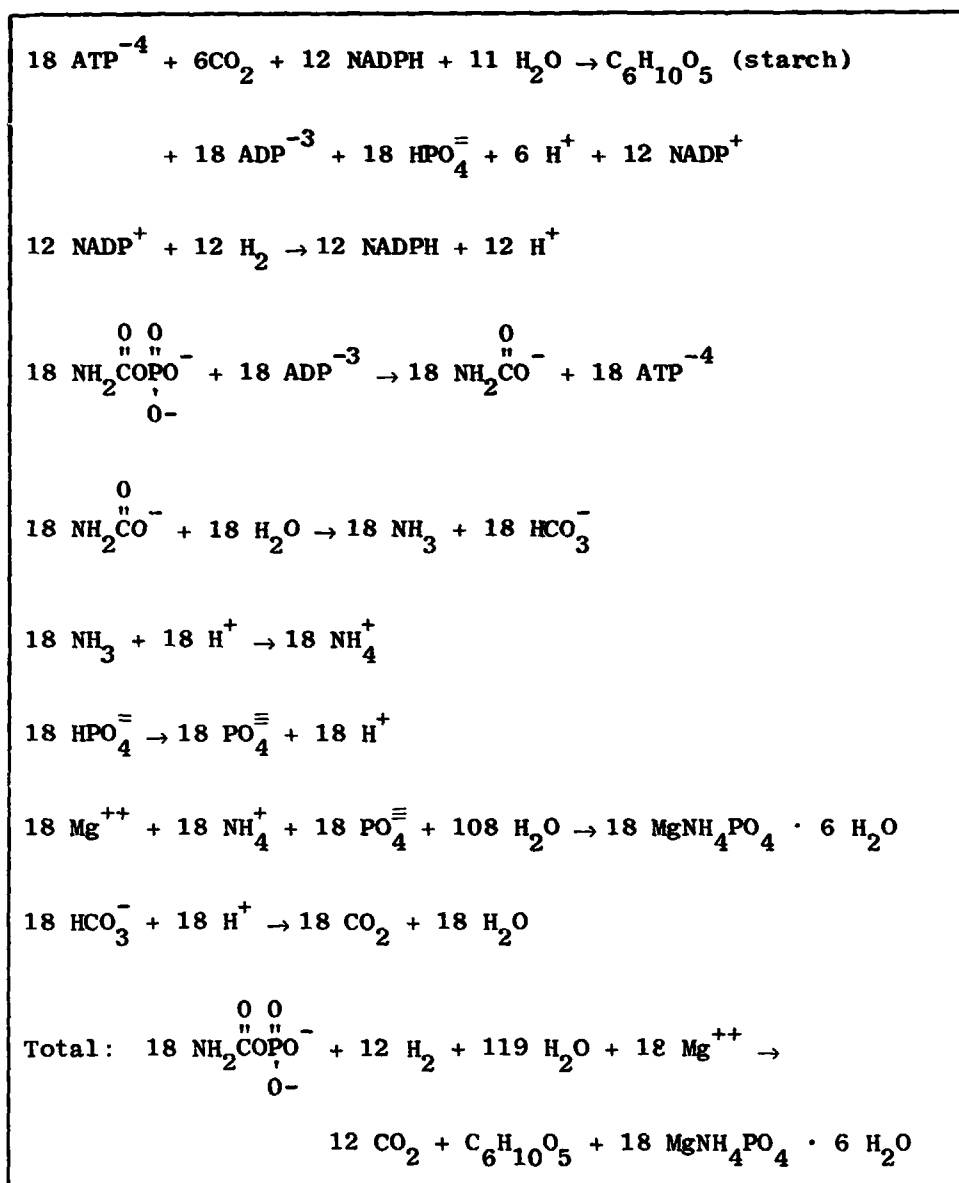 18 ATP⁻⁴ + 6CO₂ + 12 NADPH + 11 H₂O → C₆H₁₀O₅ (starch)
+ 18 ADP⁻³ + 18 HPO₄⁼ + 6 H⁺ + 12 NADP⁺
12 NADP⁺ + 12 H₂ → 12 NADPH + 12 H⁺
O O
" "
18 NH₂COPO⁻ + 18 ADP⁻³ → 18 NH₂CO⁻ + 18 ATP⁻⁴
O-
O
"
18 NH₂CO⁻ + 18 H₂O → 18 NH₃ + 18 HCO₃⁻
18 NH₃ + 18 H⁺ → 18 NH₄⁺
18 HPO₄⁼ → 18 PO₄≡ + 18 H⁺
18 Mg⁺⁺ + 18 NH₄⁺ + 18 PO₄≡ + 108 H₂O → 18 MgNH₄PO₄ · 6 H₂O
18 HCO₃⁻ + 18 H⁺ → 18 CO₂ + 18 H₂O
O O
" "
Total: 18 NH₂COPO⁻ + 12 H₂ + 119 H₂O + 18 Mg⁺⁺ →
O-
12 CO₂ + C₆H₁₀O₅ + 18 MgNH₄PO₄ · 6 H₂O